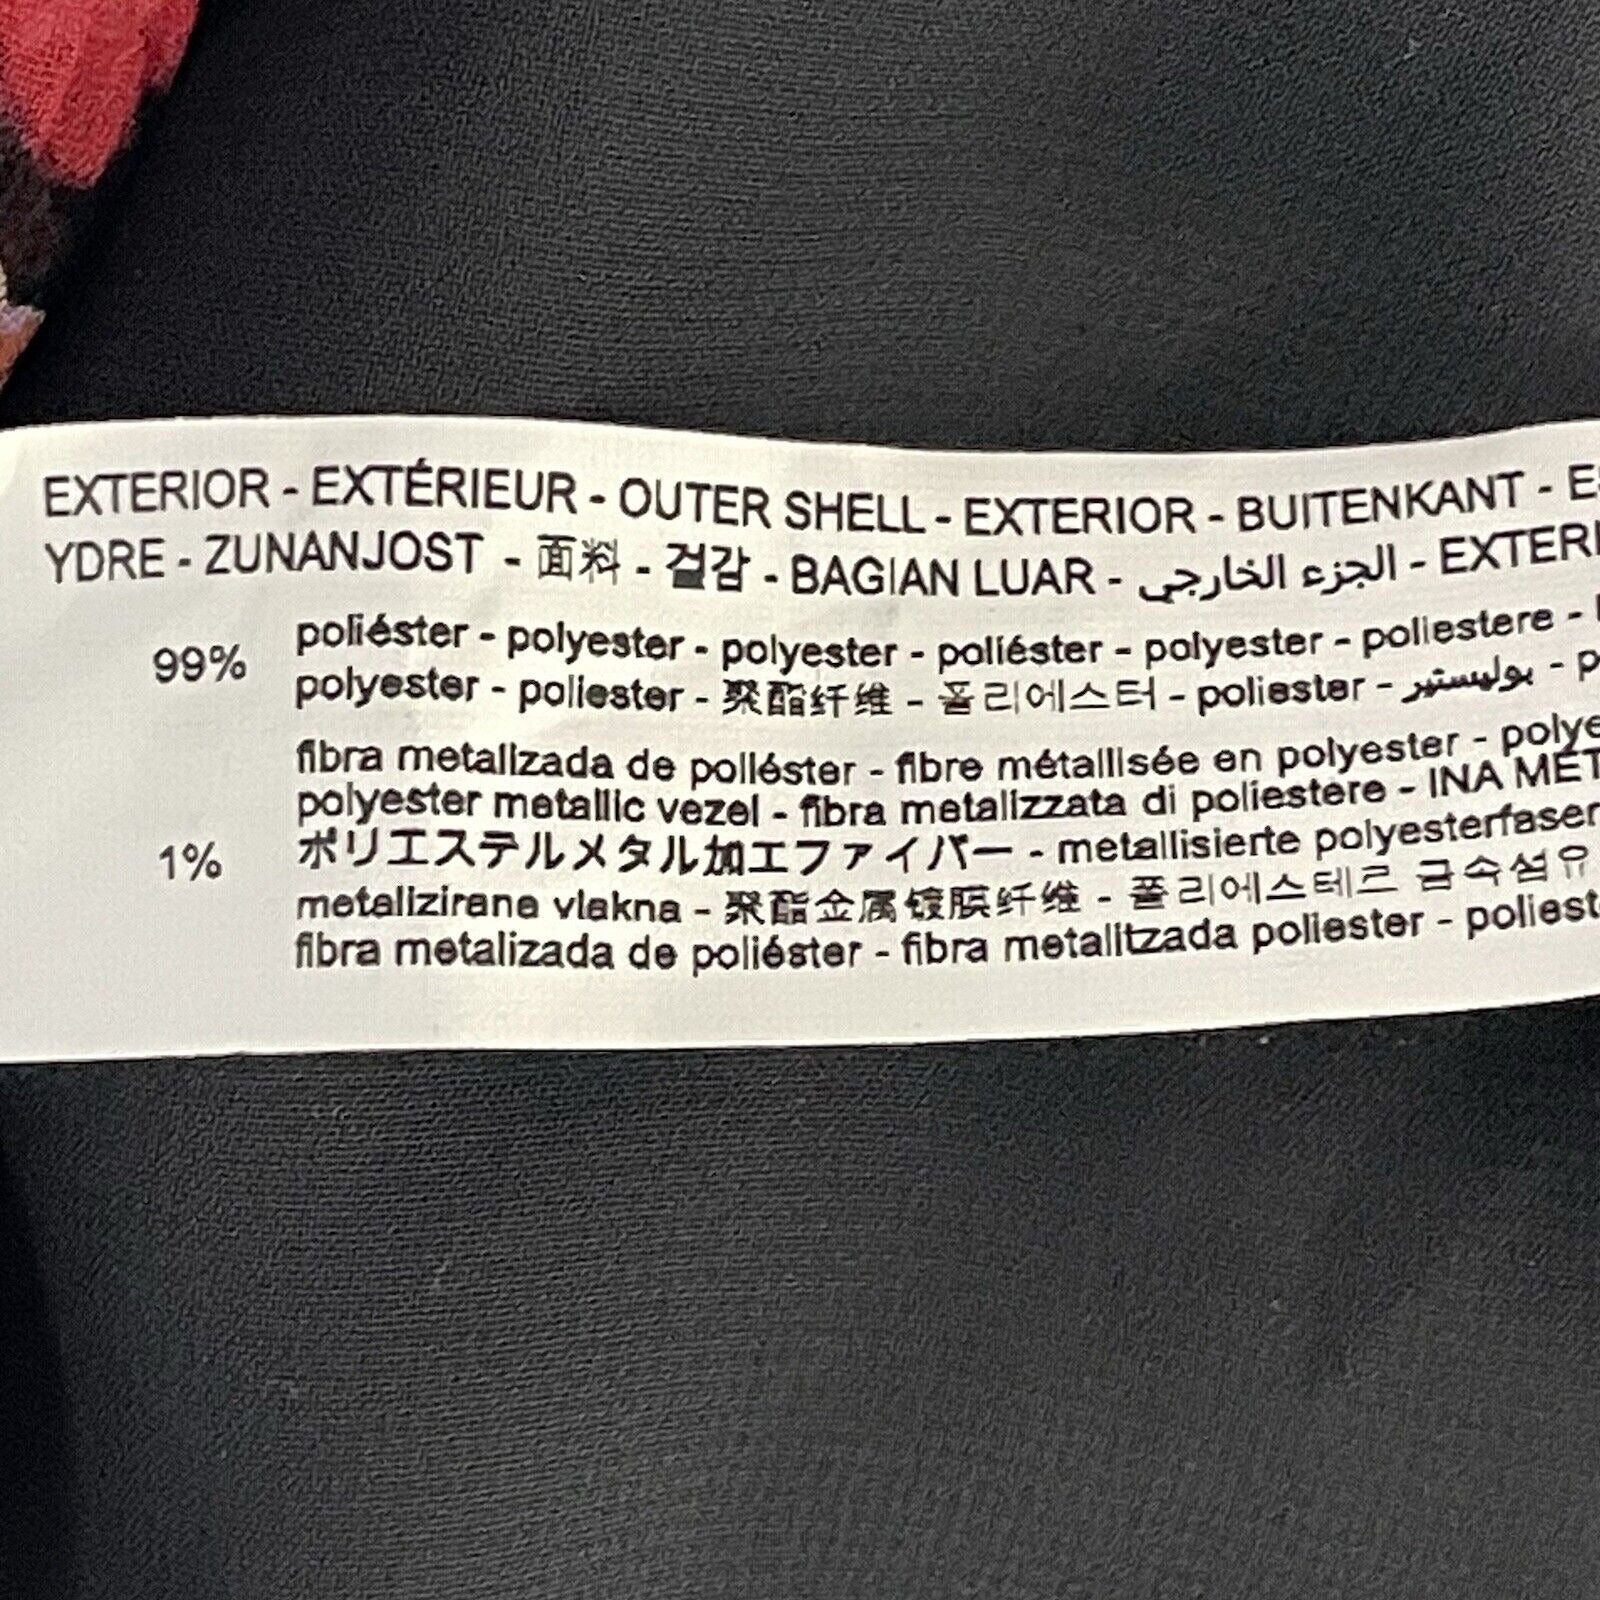 EXTERIOR - EXTÉRIEUR - OUTER SHELL - EXTERIOR - BUITENKANT -
YDRE - ZUNANJOST - 面料 - 겉감 - BAGIAN LUAR - الجزء الخارجي -
99% poliéster - polyester - polyester - poliéster - polyester - poliestere -
polyester - poliester - 聚酯纤维 - 폴리에스터 - poliester - بوليستير -
fibra metalizada de poliéster - fibre métallisée en polyester -
polyester metallic vezel - fibra metalizzata di poliestere - INA
1% ポリエステルメタル加工ファイバー - metallisierte polyesterfaser
metalizirana vlakna - 聚酯金属镀膜纤维 - 폴리에스테르 금속섬유
fibra metalizada de poliéster - fibra metalitzada poliester -